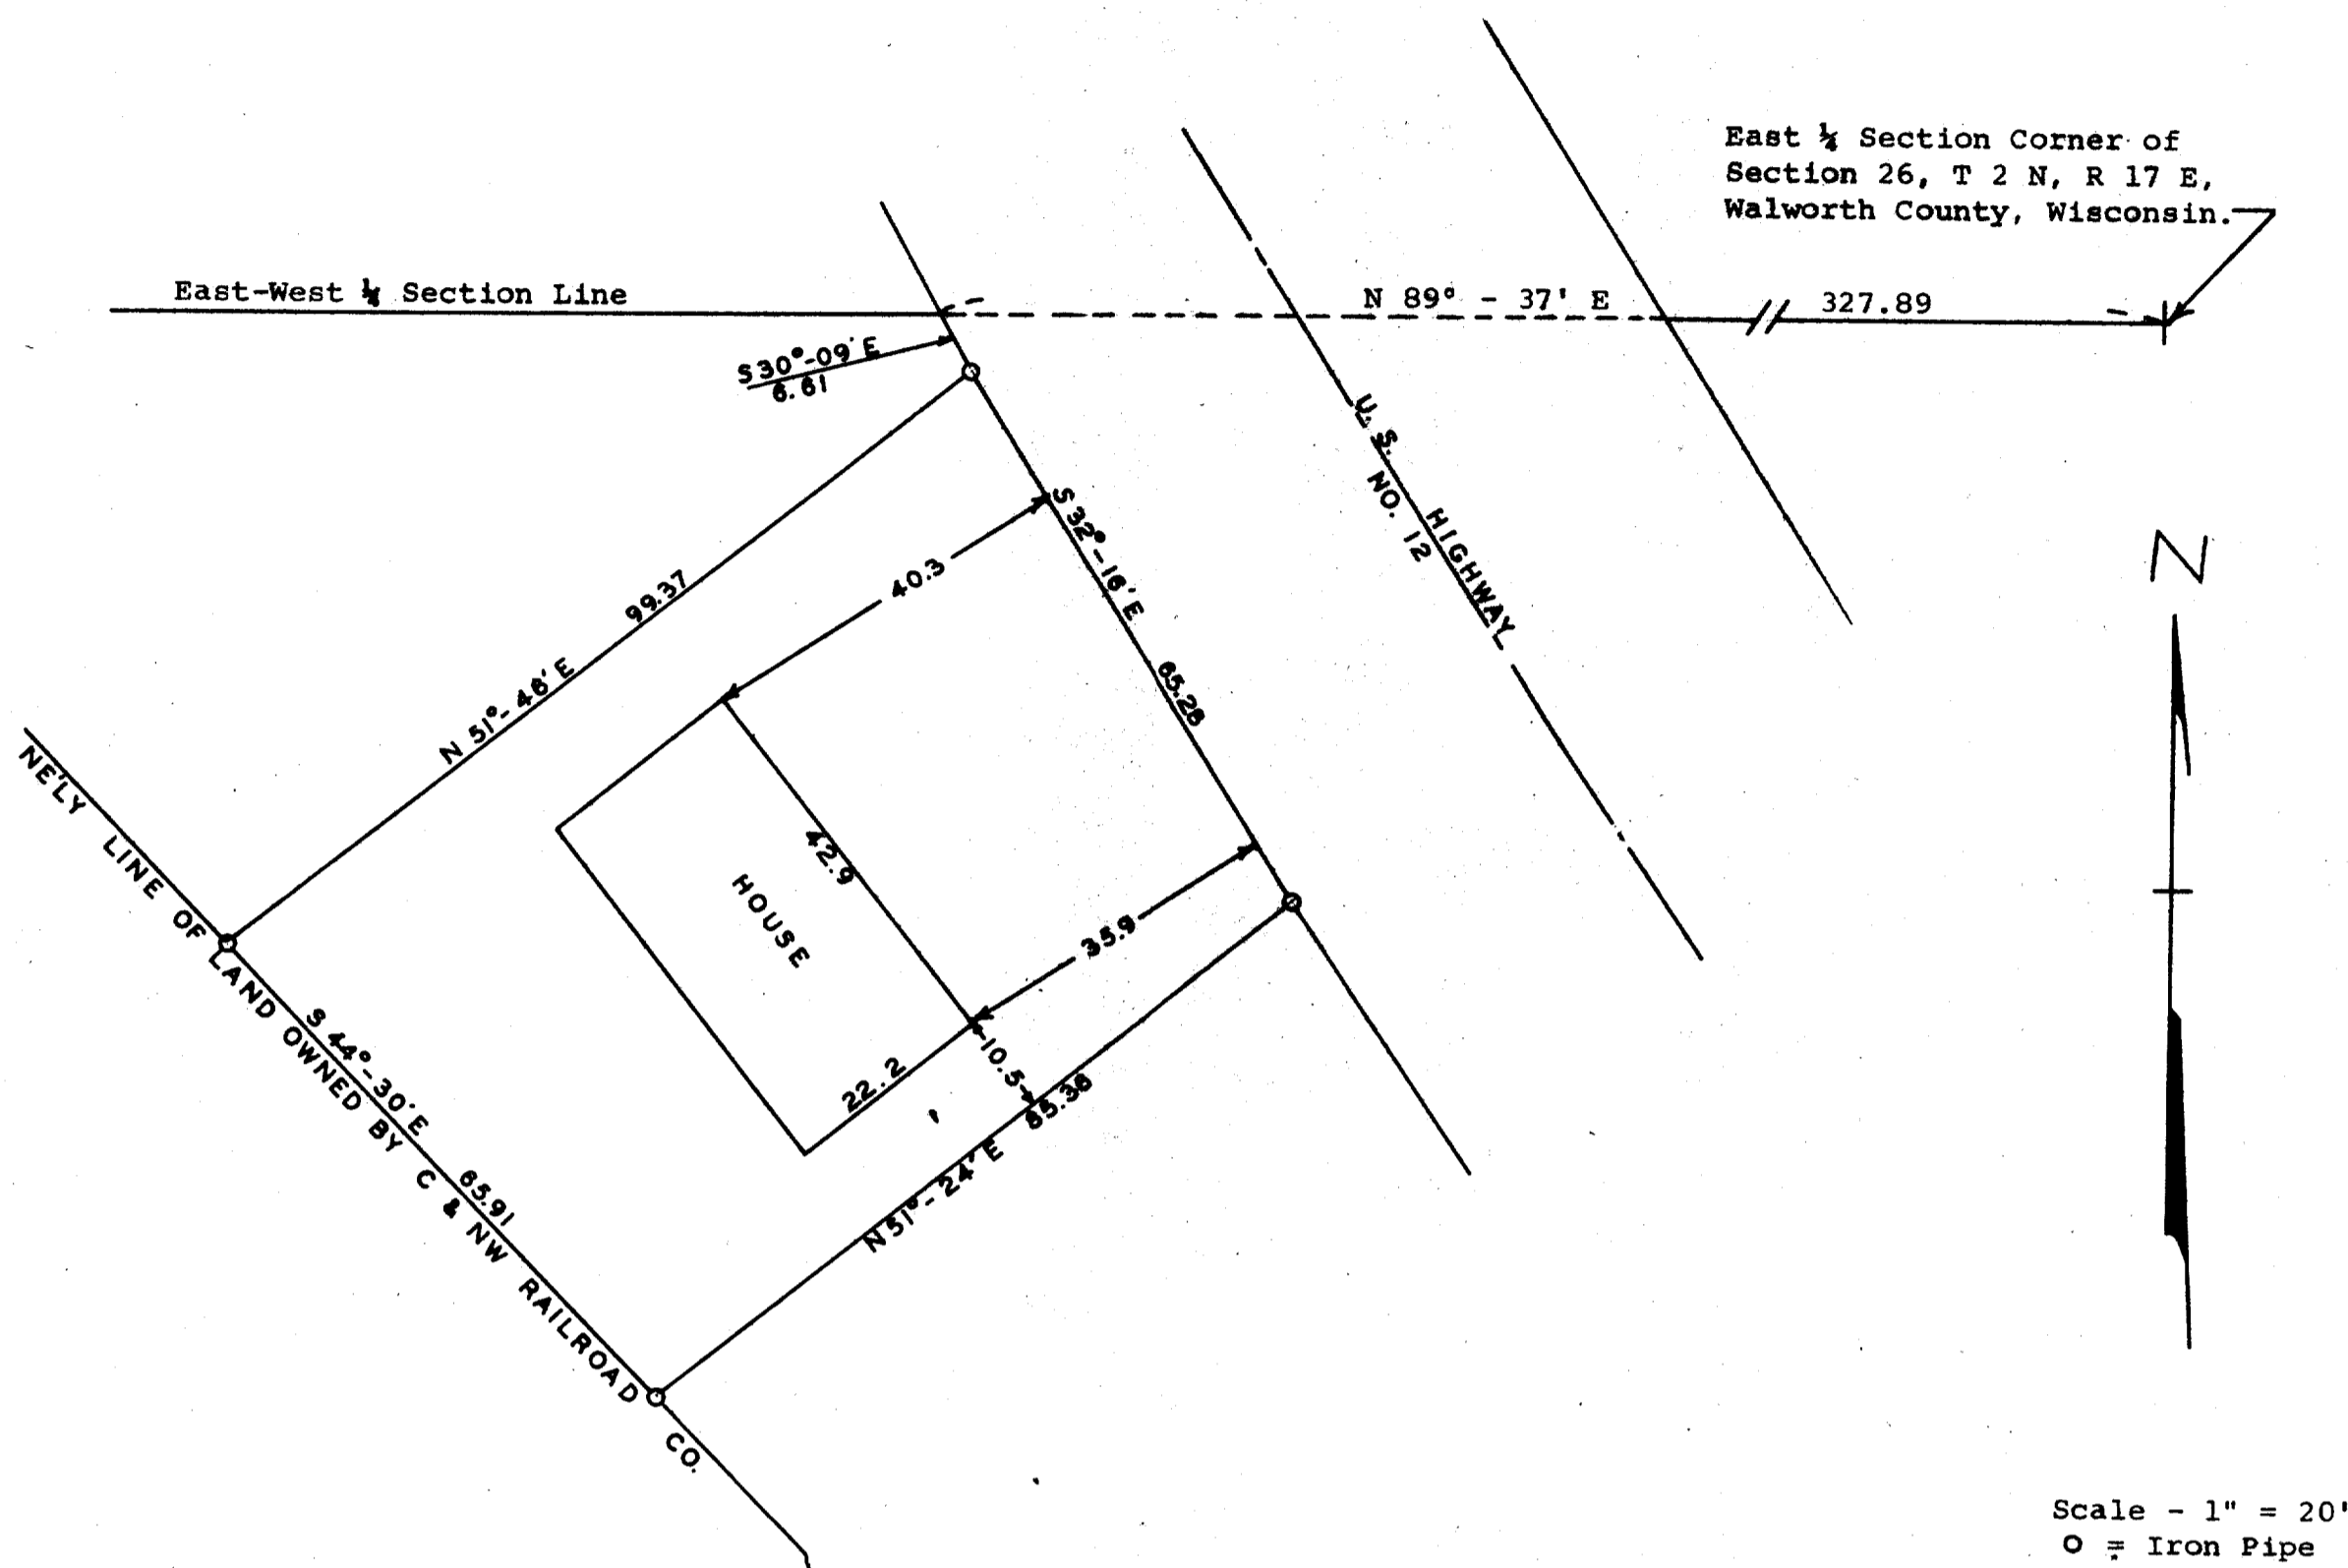 East ¼ Section Corner of
Section 26, T 2 N, R 17 E,
Walworth County, Wisconsin.
East-West ¼ Section Line
N 89° - 37' E
327.89
S 30°-09' E
6.61
U. S. HIGHWAY
NO. 12
N
S 32°-16' E 65.28
40.3
N 51°-46' E 99.37
42.9
HOUSE
35.9
10.5
22.2
N 51°-24' E 85.36
NE'LY LINE OF LAND OWNED BY C & NW RAILROAD CO.
S 44°-30' E 65.91
Scale - 1" = 20'
O = Iron Pipe